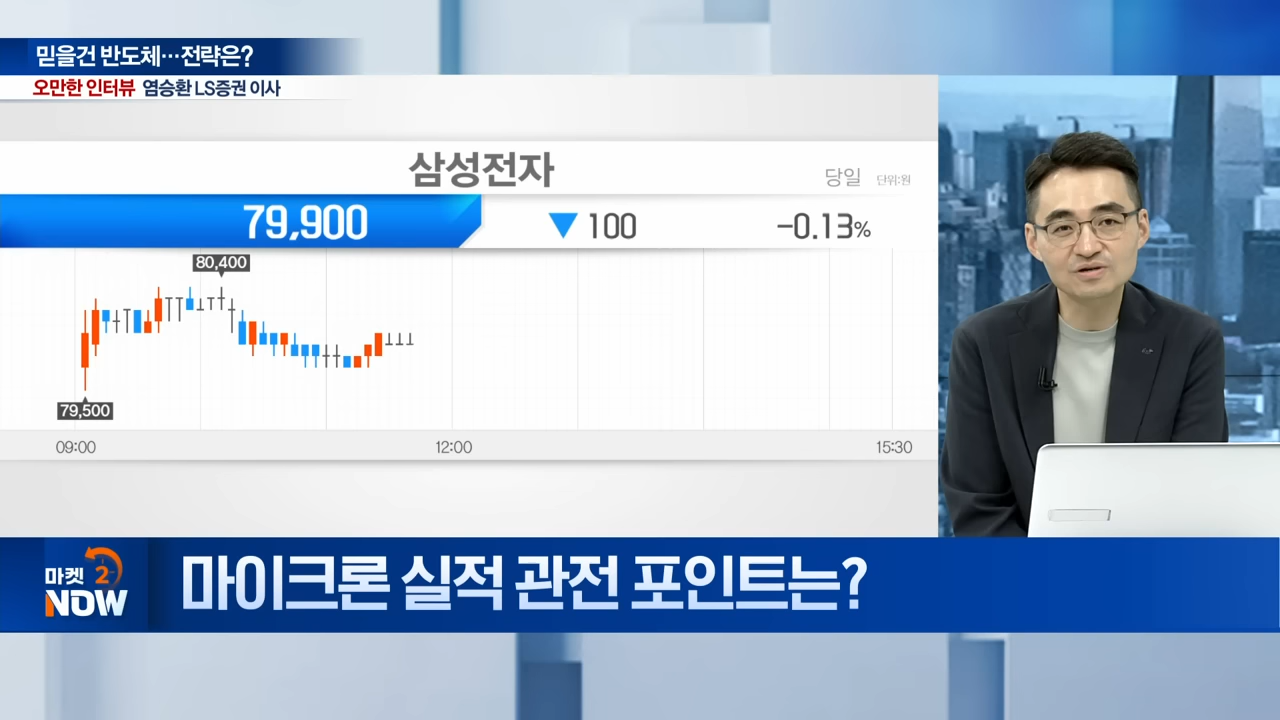 믿을건 반도체…전략은?
오만한 인터뷰 염승환 LS증권 이사
삼성전자
당일 단위:원
79,900 ▼ 100 -0.13%
80,400
79,500
09:00 12:00 15:30
마켓 2
NOW
마이크론 실적 관전 포인트는?